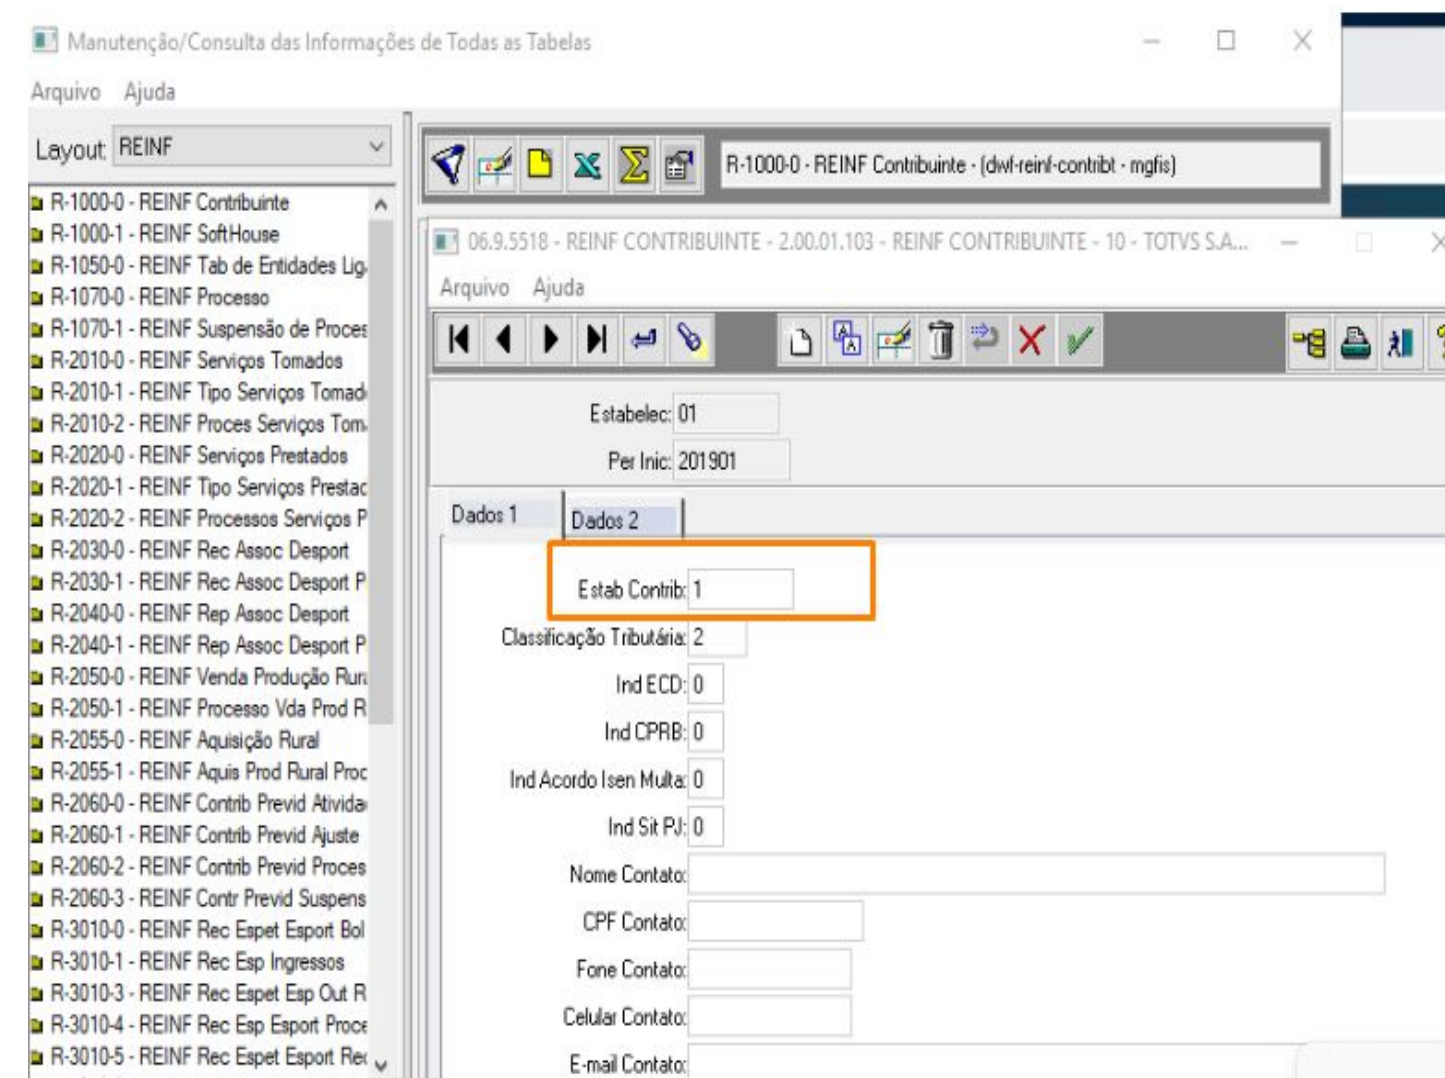 Manutenção/Consulta das Informações de Todas as Tabelas
Arquivo Ajuda
Layout: REINF
R-1000-0 - REINF Contribuinte
R-1000-1 - REINF SoftHouse
R-1050-0 - REINF Tab de Entidades Lig
R-1070-0 - REINF Processo
R-1070-1 - REINF Suspensão de Proces
R-2010-0 - REINF Serviços Tomados
R-2010-1 - REINF Tipo Serviços Tomad
R-2010-2 - REINF Proces Serviços Tom
R-2020-0 - REINF Serviços Prestados
R-2020-1 - REINF Tipo Serviços Prestac
R-2020-2 - REINF Processos Serviços P
R-2030-0 - REINF Rec Assoc Desport
R-2030-1 - REINF Rec Assoc Desport P
R-2040-0 - REINF Rep Assoc Desport
R-2040-1 - REINF Rep Assoc Desport P
R-2050-0 - REINF Venda Produção Rur
R-2050-1 - REINF Processo Vda Prod R
R-2055-0 - REINF Aquisição Rural
R-2055-1 - REINF Aquis Prod Rural Proc
R-2060-0 - REINF Contrib Previd Ativida
R-2060-1 - REINF Contrib Previd Ajuste
R-2060-2 - REINF Contrib Previd Proces
R-2060-3 - REINF Contr Previd Suspens
R-3010-0 - REINF Rec Espet Esport Bol
R-3010-1 - REINF Rec Esp Ingressos
R-3010-3 - REINF Rec Espet Esp Out R
R-3010-4 - REINF Rec Esp Esport Proce
R-3010-5 - REINF Rec Espet Esport Rec
R-1000-0 - REINF Contribuinte - (dwf-reinf-contribt - mgfis)
06.9.5518 - REINF CONTRIBUINTE - 2.00.01.103 - REINF CONTRIBUINTE - 10 - TOTVS S.A...
Arquivo Ajuda
Estabelec: 01
Per Inic: 201901
Dados 1 Dados 2
Estab Contrib: 1
Classificação Tributária: 2
Ind ECD: 0
Ind CPRB: 0
Ind Acordo Isen Multa: 0
Ind Sit PJ: 0
Nome Contato:
CPF Contato:
Fone Contato:
Celular Contato:
E-mail Contato: